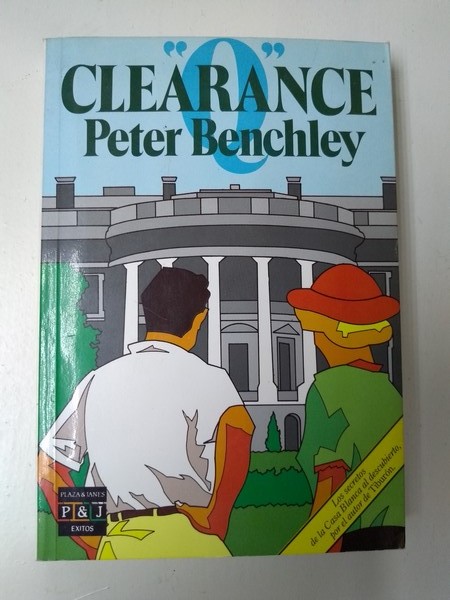 "Q"
CLEARANCE
Peter Benchley
Los secretos
de la Casa Blanca al descubierto,
por el autor de Tiburón.
PLAZA & JANES
P & J
EXITOS